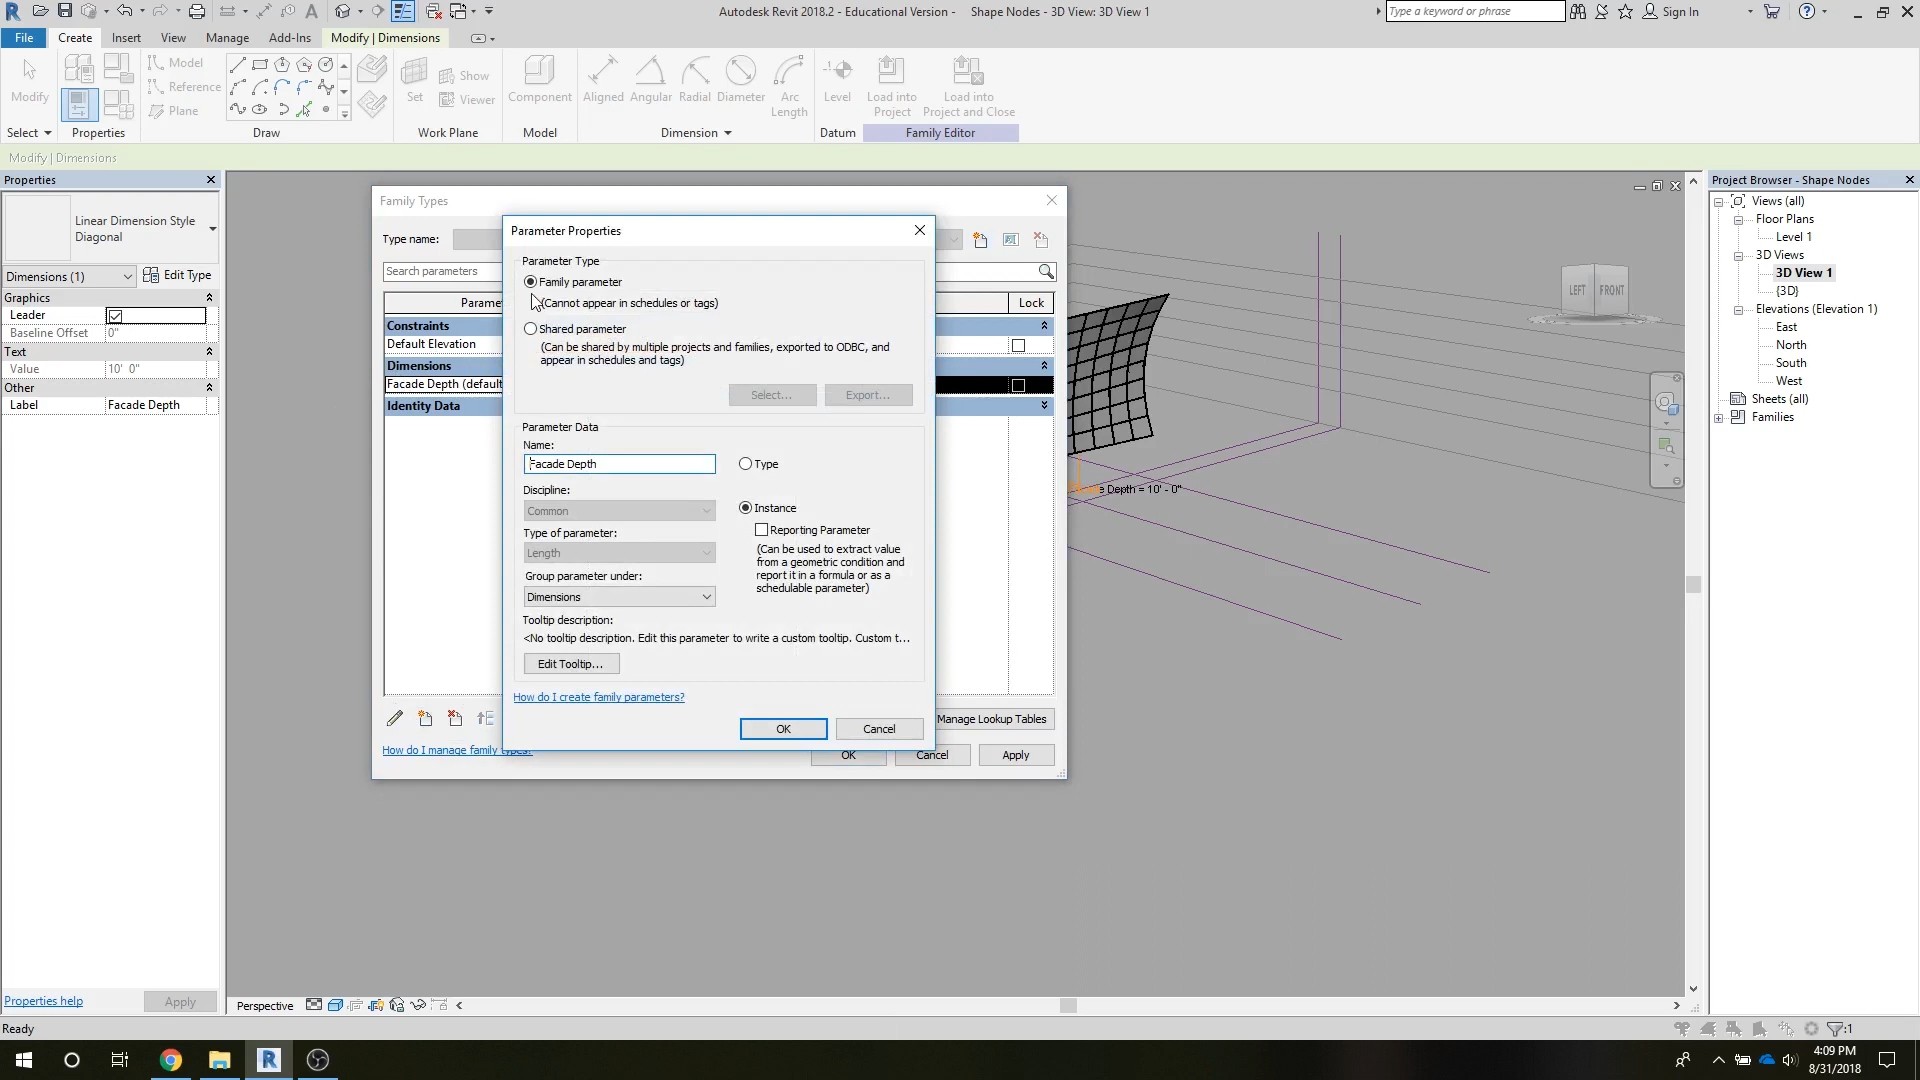 Autodesk Revit 2018.2 - Educational Version -     Shape Nodes - 3D View: 3D View 1
Type a keyword or phrase
Sign In
File
Create
Insert
View
Manage
Add-Ins
Modify | Dimensions
Modify
Model
Reference
Plane
Set
Show
Viewer
Component
Aligned
Angular
Radial
Diameter
Arc
Length
Level
Load into
Project
Load into
Project and Close
Select
Properties
Draw
Work Plane
Model
Dimension
Datum
Family Editor
Modify | Dimensions
Properties
Linear Dimension Style
Diagonal
Dimensions (1)
Edit Type
Graphics
Leader
Baseline Offset
0"
Text
Value
10'  0"
Other
Label
Facade Depth
Properties help
Apply
Family Types
Type name:
Search parameters
Parame
Lock
Constraints
Default Elevation
Dimensions
Facade Depth (default
Identity Data
Manage Lookup Tables
How do I manage family types?
OK
Cancel
Apply
Parameter Properties
Parameter Type
Family parameter
(Cannot appear in schedules or tags)
Shared parameter
(Can be shared by multiple projects and families, exported to ODBC, and
appear in schedules and tags)
Select...
Export...
Parameter Data
Name:
Facade Depth
Type
Discipline:
Common
Instance
Type of parameter:
Reporting Parameter
Length
(Can be used to extract value
from a geometric condition and
report it in a formula or as a
schedulable parameter)
Group parameter under:
Dimensions
Tooltip description:
<No tooltip description. Edit this parameter to write a custom tooltip. Custom t...
Edit Tooltip...
How do I create family parameters?
OK
Cancel
LEFT
FRONT
e Depth = 10' - 0"
Project Browser - Shape Nodes
Views (all)
Floor Plans
Level 1
3D Views
3D View 1
{3D}
Elevations (Elevation 1)
East
North
South
West
Sheets (all)
Families
Perspective
Ready
:1
4:09 PM
8/31/2018